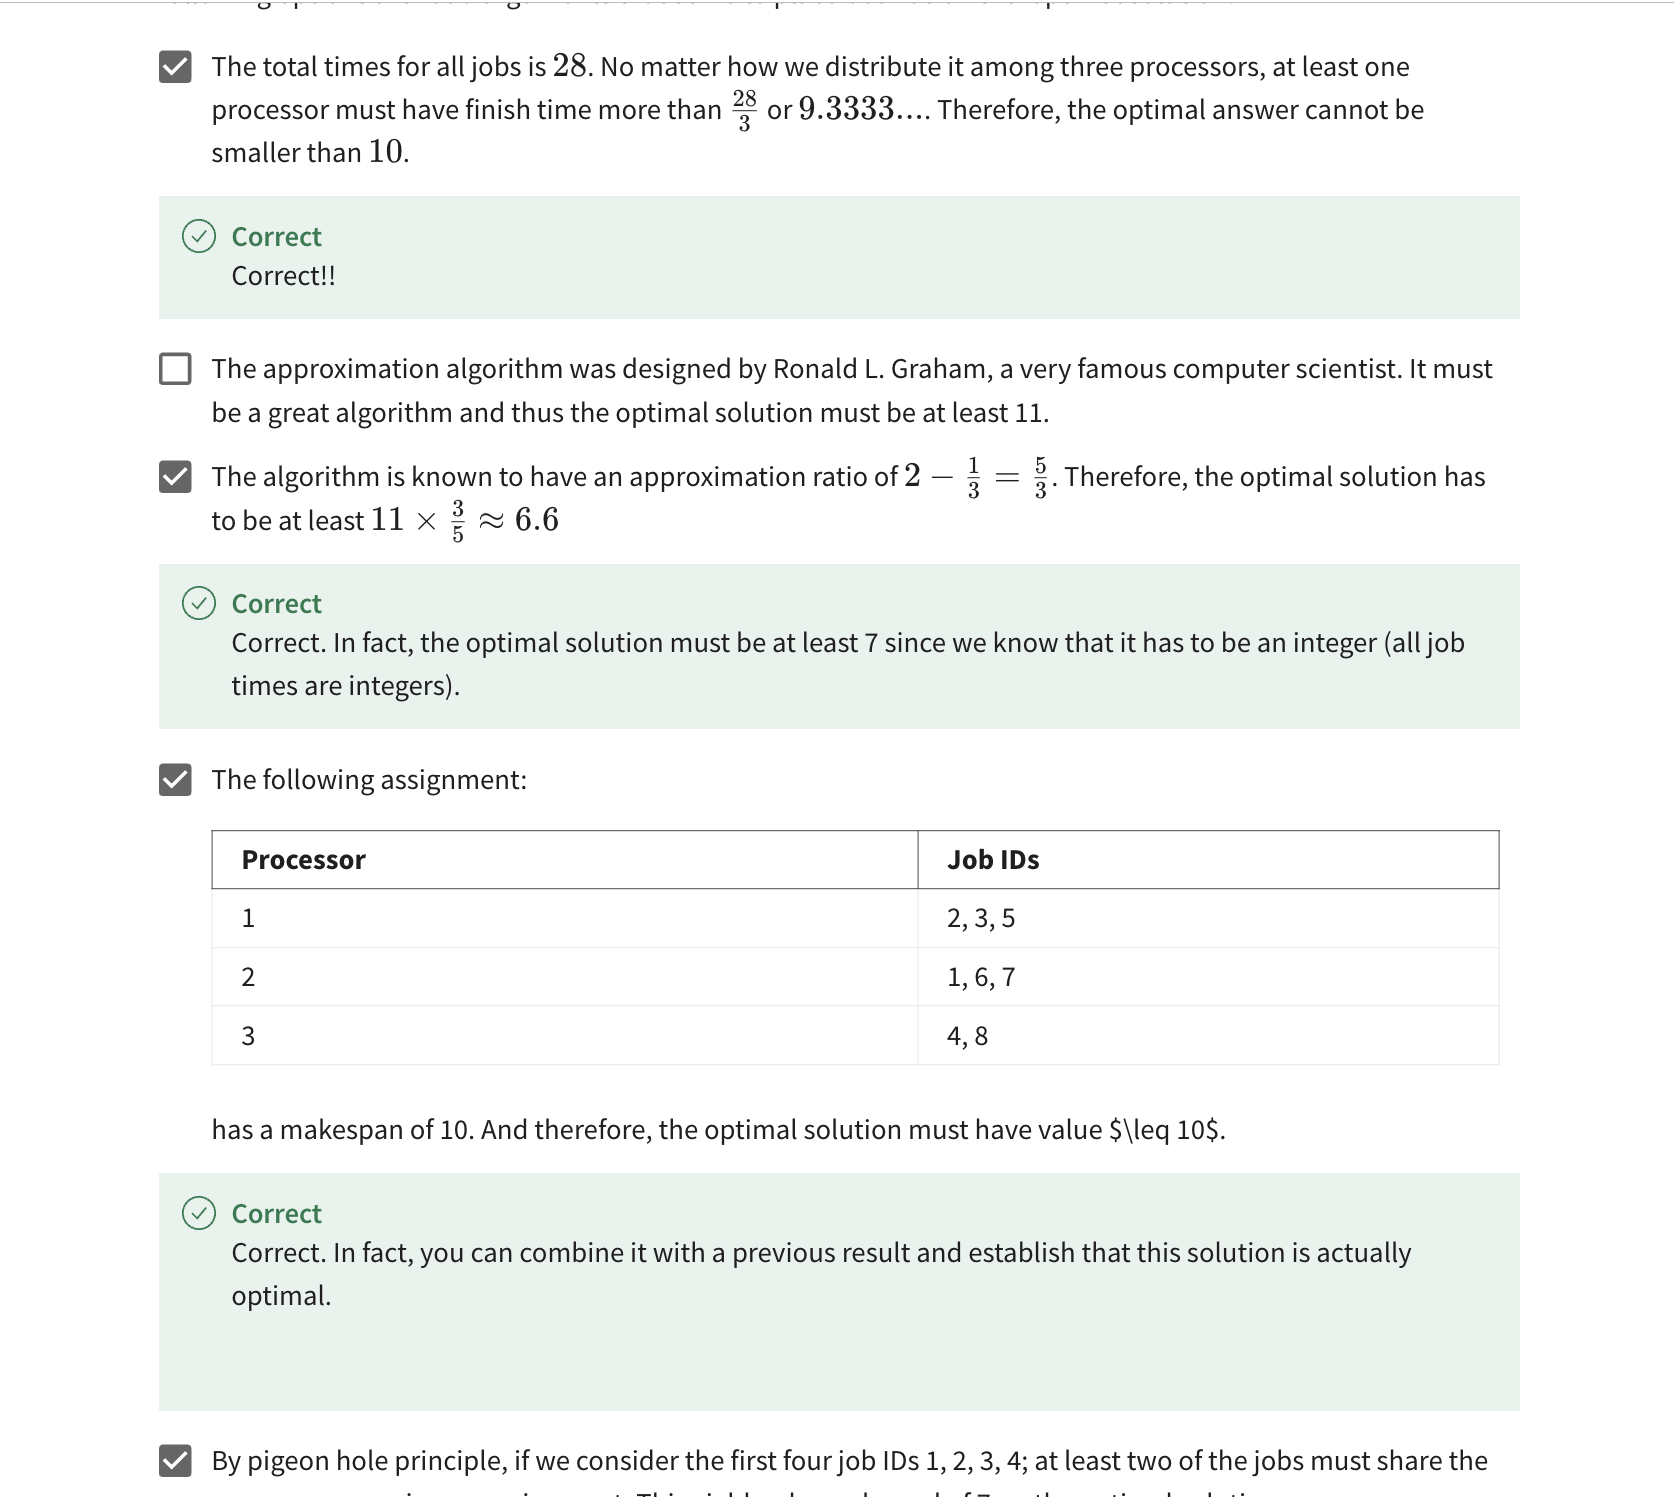 The total times for all jobs is 28. No matter how we distribute it among three processors, at least one
processor must have finish time more than 28/3 or 9.3333.... Therefore, the optimal answer cannot be
smaller than 10.
Correct
Correct!!
The approximation algorithm was designed by Ronald L. Graham, a very famous computer scientist. It must
be a great algorithm and thus the optimal solution must be at least 11.
The algorithm is known to have an approximation ratio of 2 − 1/3 = 5/3. Therefore, the optimal solution has
to be at least 11 × 3/5 ≈ 6.6
Correct
Correct. In fact, the optimal solution must be at least 7 since we know that it has to be an integer (all job
times are integers).
The following assignment:
Processor Job IDs
1 2, 3, 5
2 1, 6, 7
3 4, 8
has a makespan of 10. And therefore, the optimal solution must have value $\leq 10$.
Correct
Correct. In fact, you can combine it with a previous result and establish that this solution is actually
optimal.
By pigeon hole principle, if we consider the first four job IDs 1, 2, 3, 4; at least two of the jobs must share the